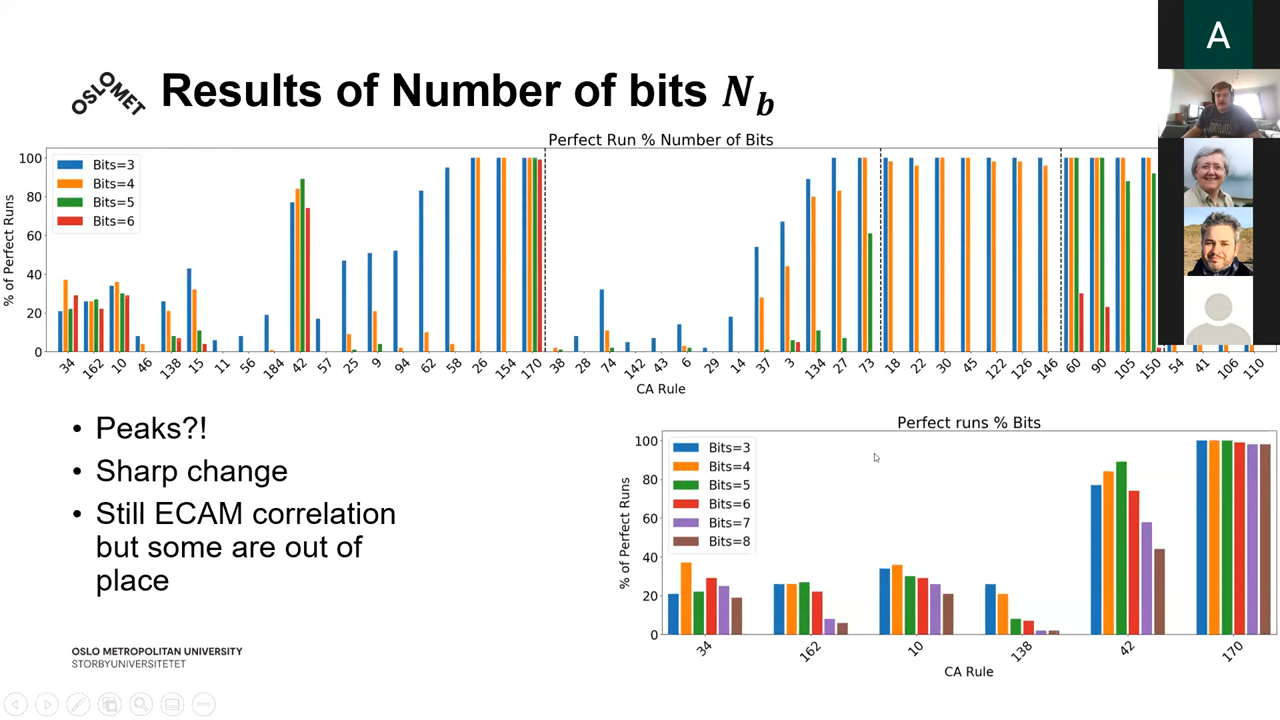 A
OSLOMET
Results of Number of bits N_b
Perfect Run % Number of Bits
% of Perfect Runs
100
80
60
40
20
0
Bits=3
Bits=4
Bits=5
Bits=6
34 162 10 46 138 15 11 56 184 42 57 25 9 94 62 58 26 154 170 38 28 74 142 43 6 29 14 37 3 134 27 73 18 22 30 45 122 126 146 60 90 105 150 54 41 106 110
CA Rule
• Peaks?!
• Sharp change
• Still ECAM correlation
but some are out of
place
Perfect runs % Bits
% of Perfect Runs
100
80
60
40
20
0
Bits=3
Bits=4
Bits=5
Bits=6
Bits=7
Bits=8
34 162 10 138 42 170
CA Rule
OSLO METROPOLITAN UNIVERSITY
STORBYUNIVERSITETET